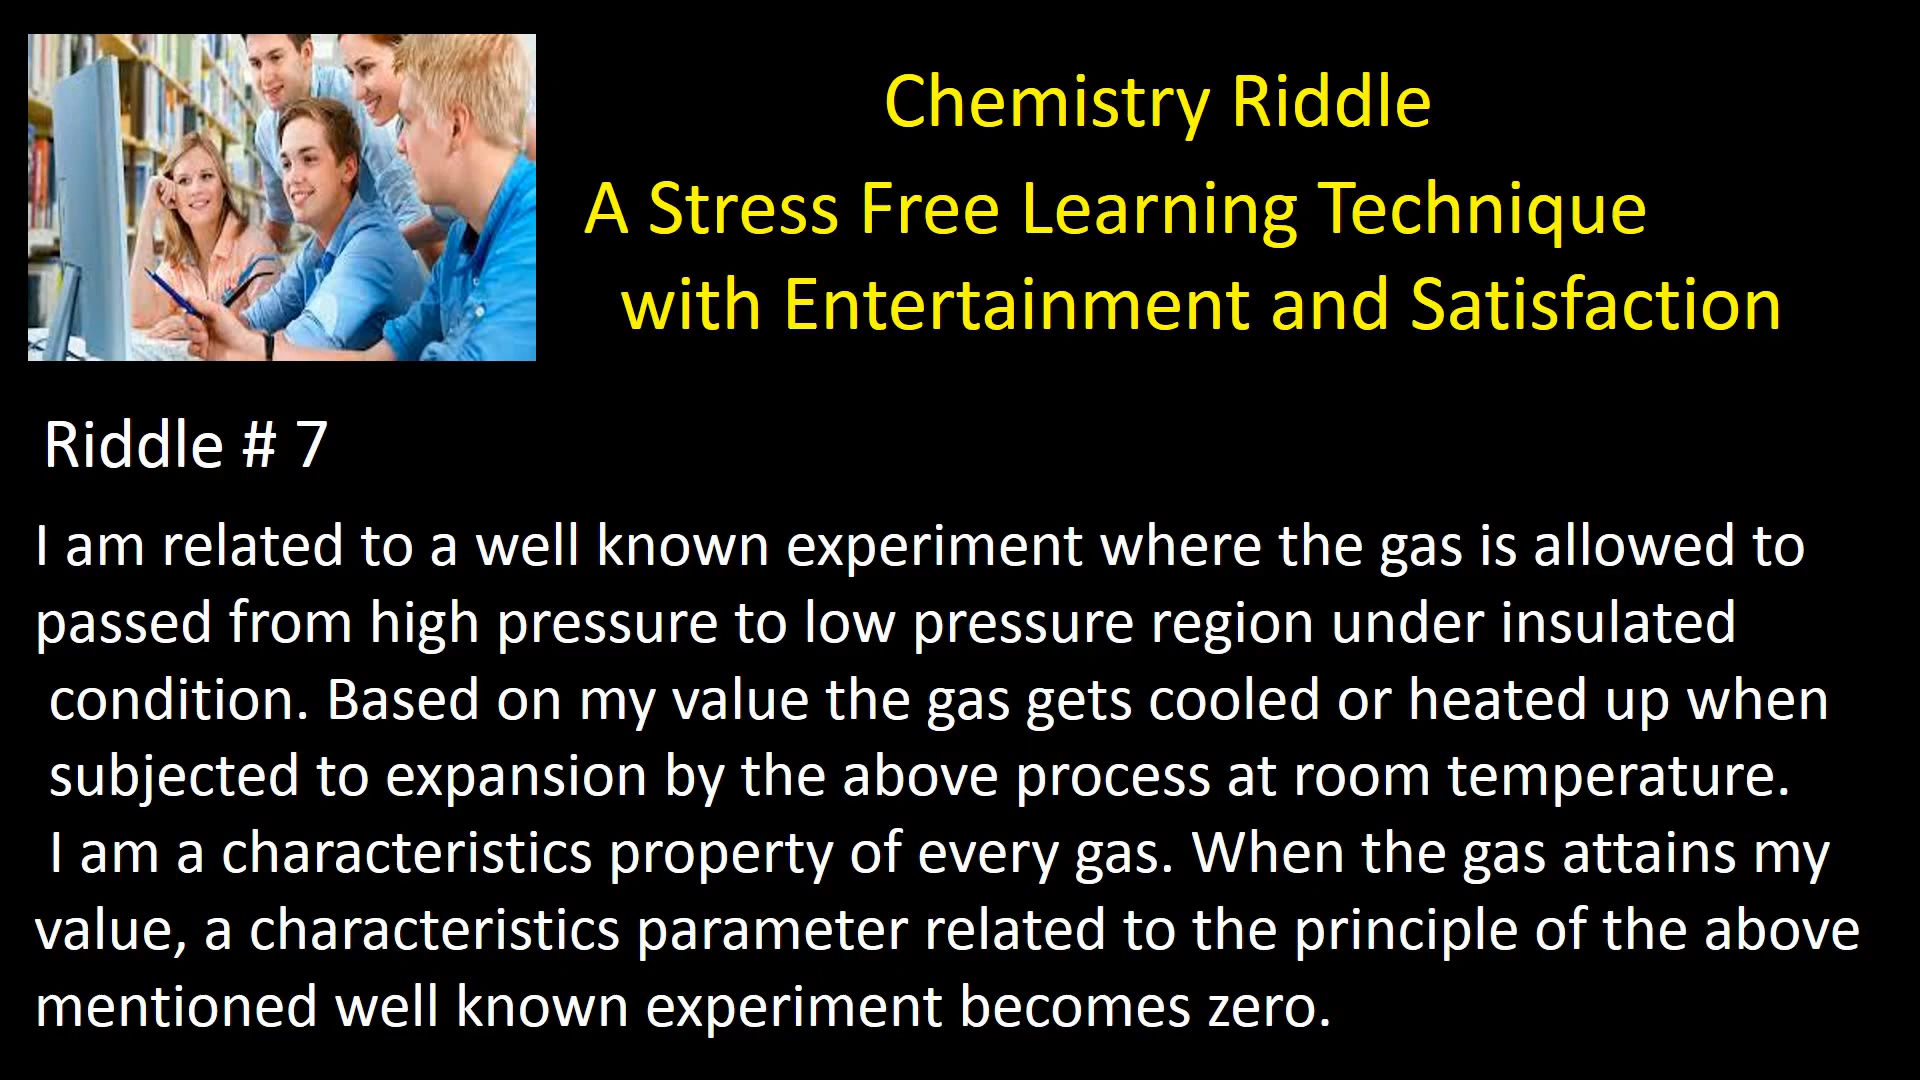 Chemistry Riddle
A Stress Free Learning Technique
with Entertainment and Satisfaction
Riddle # 7
I am related to a well known experiment where the gas is allowed to
passed from high pressure to low pressure region under insulated
condition. Based on my value the gas gets cooled or heated up when
subjected to expansion by the above process at room temperature.
I am a characteristics property of every gas. When the gas attains my
value, a characteristics parameter related to the principle of the above
mentioned well known experiment becomes zero.